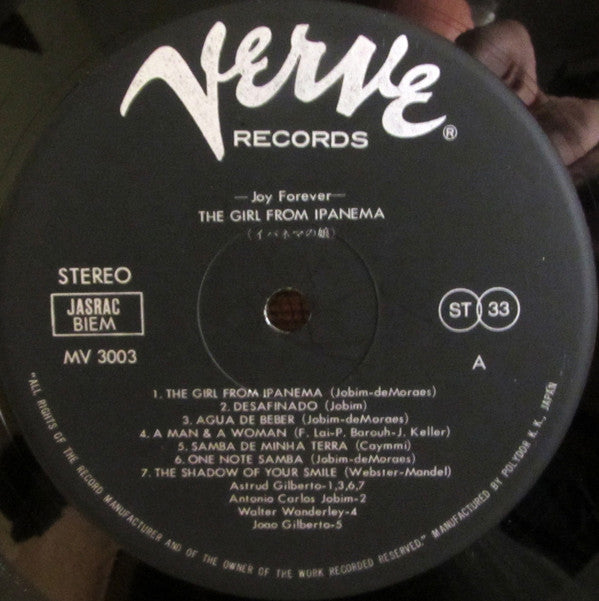 VERVE ®
RECORDS
—Joy Forever—
THE GIRL FROM IPANEMA
(イパネマの娘)
STEREO
JASRAC
BIEM
MV 3003
ST 33
A
1. THE GIRL FROM IPANEMA (Jobim-deMoraes)
2. DESAFINADO (Jobim)
3. AGUA DE BEBER (Jobim-deMoraes)
4. A MAN & A WOMAN (F. Lai-P. Barouh-J. Keller)
5. SAMBA DE MINHA TERRA (Caymmi)
6. ONE NOTE SAMBA (Jobim-deMoraes)
7. THE SHADOW OF YOUR SMILE (Webster-Mandel)
Astrud Gilberto-1,3,6,7
Antonio Carlos Jobim-2
Walter Wanderley-4
Joao Gilberto-5
"ALL RIGHTS OF THE RECORD MANUFACTURER AND OF THE OWNER OF THE WORK RECORDED RESERVED." MANUFACTURED BY POLYDOR K. K., JAPAN